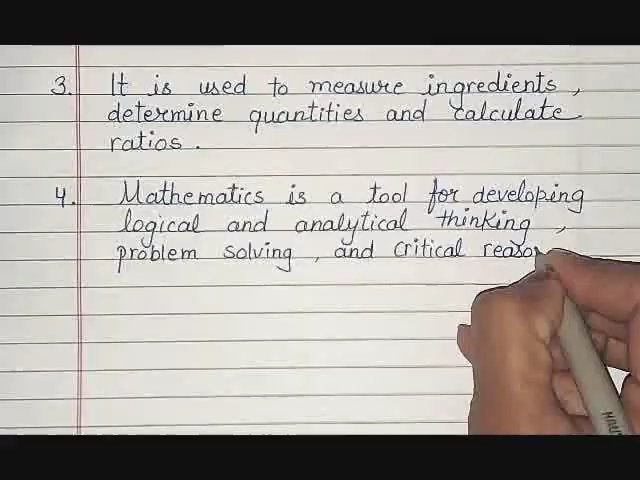 3. It is used to measure ingredients,
determine quantities and calculate
ratios.
4. Mathematics is a tool for developing
logical and analytical thinking,
problem solving, and critical reason